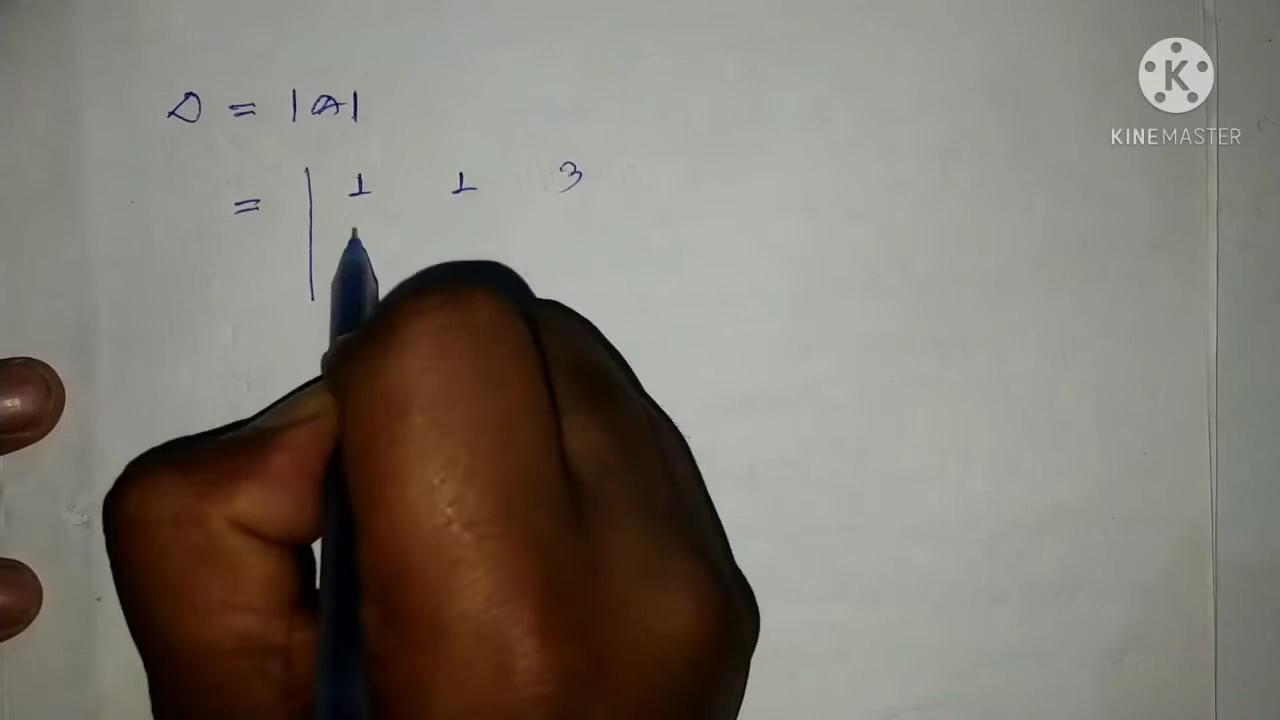 D = |A|
= | 1 1 3
K
KINEMASTER